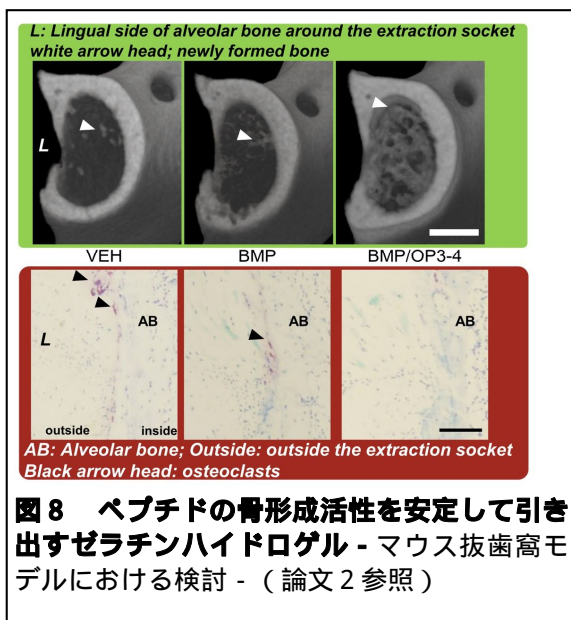 L: Lingual side of alveolar bone around the extraction socket
white arrow head; newly formed bone
L
VEH
BMP
BMP/OP3-4
AB
AB
AB
L
outside
inside
AB: Alveolar bone; Outside: outside the extraction socket
Black arrow head: osteoclasts
図8 ペプチドの骨形成活性を安定して引き
出すゼラチンハイドロゲル - マウス抜歯窩モ
デルにおける検討 - （論文2参照）